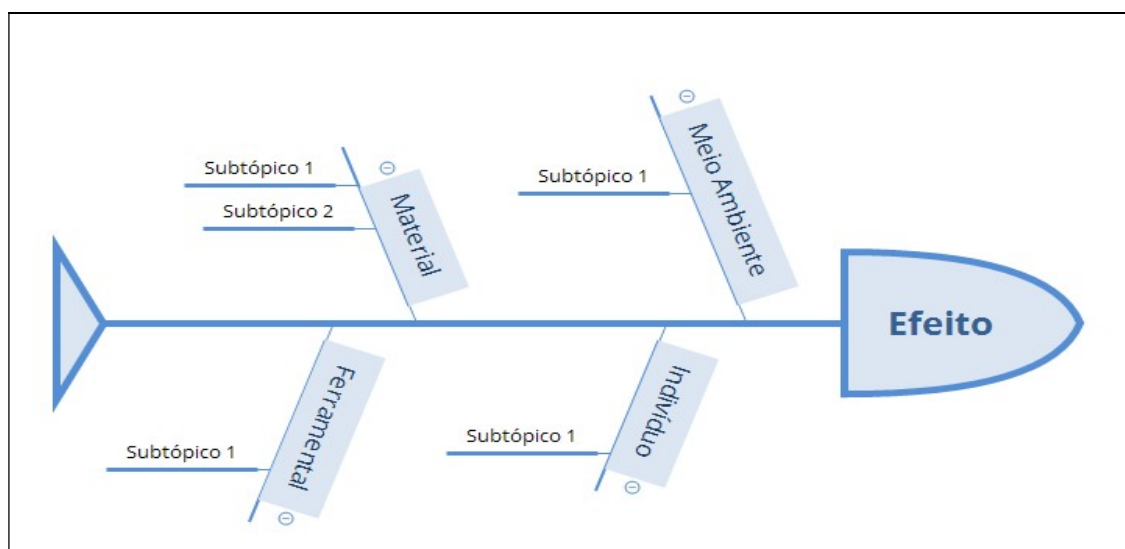 Meio Ambiente
Subtópico 1
Subtópico 1
Subtópico 2
Material
Efeito
Ferramental
Indivíduo
Subtópico 1
Subtópico 1